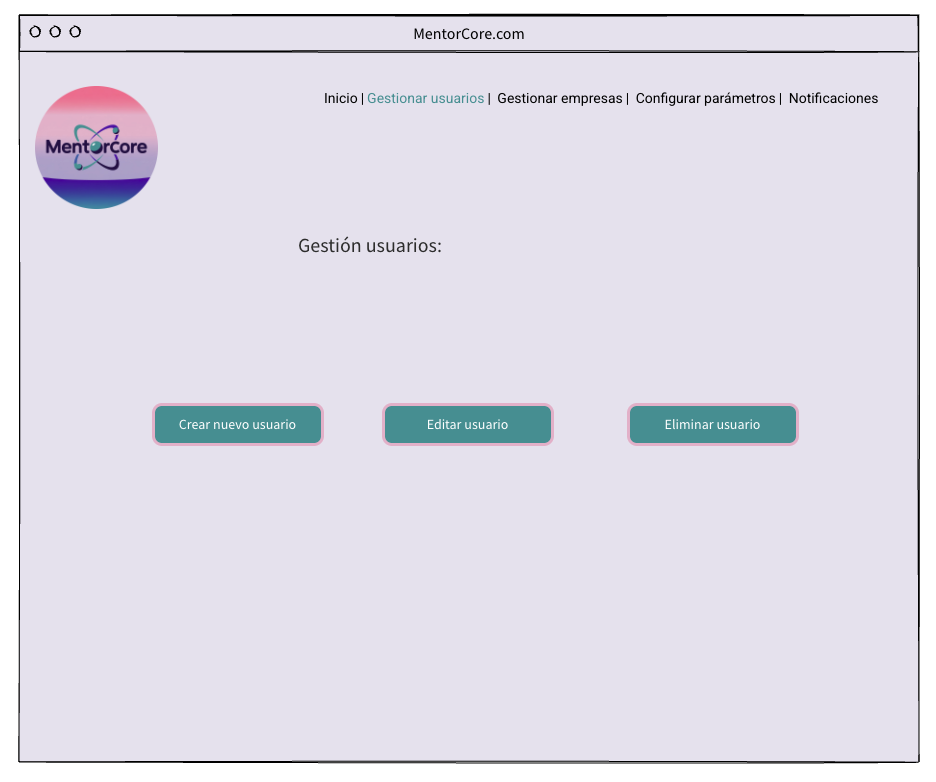 MentorCore.com
Inicio | Gestionar usuarios | Gestionar empresas | Configurar parámetros | Notificaciones
MentorCore
Gestión usuarios:
Crear nuevo usuario
Editar usuario
Eliminar usuario